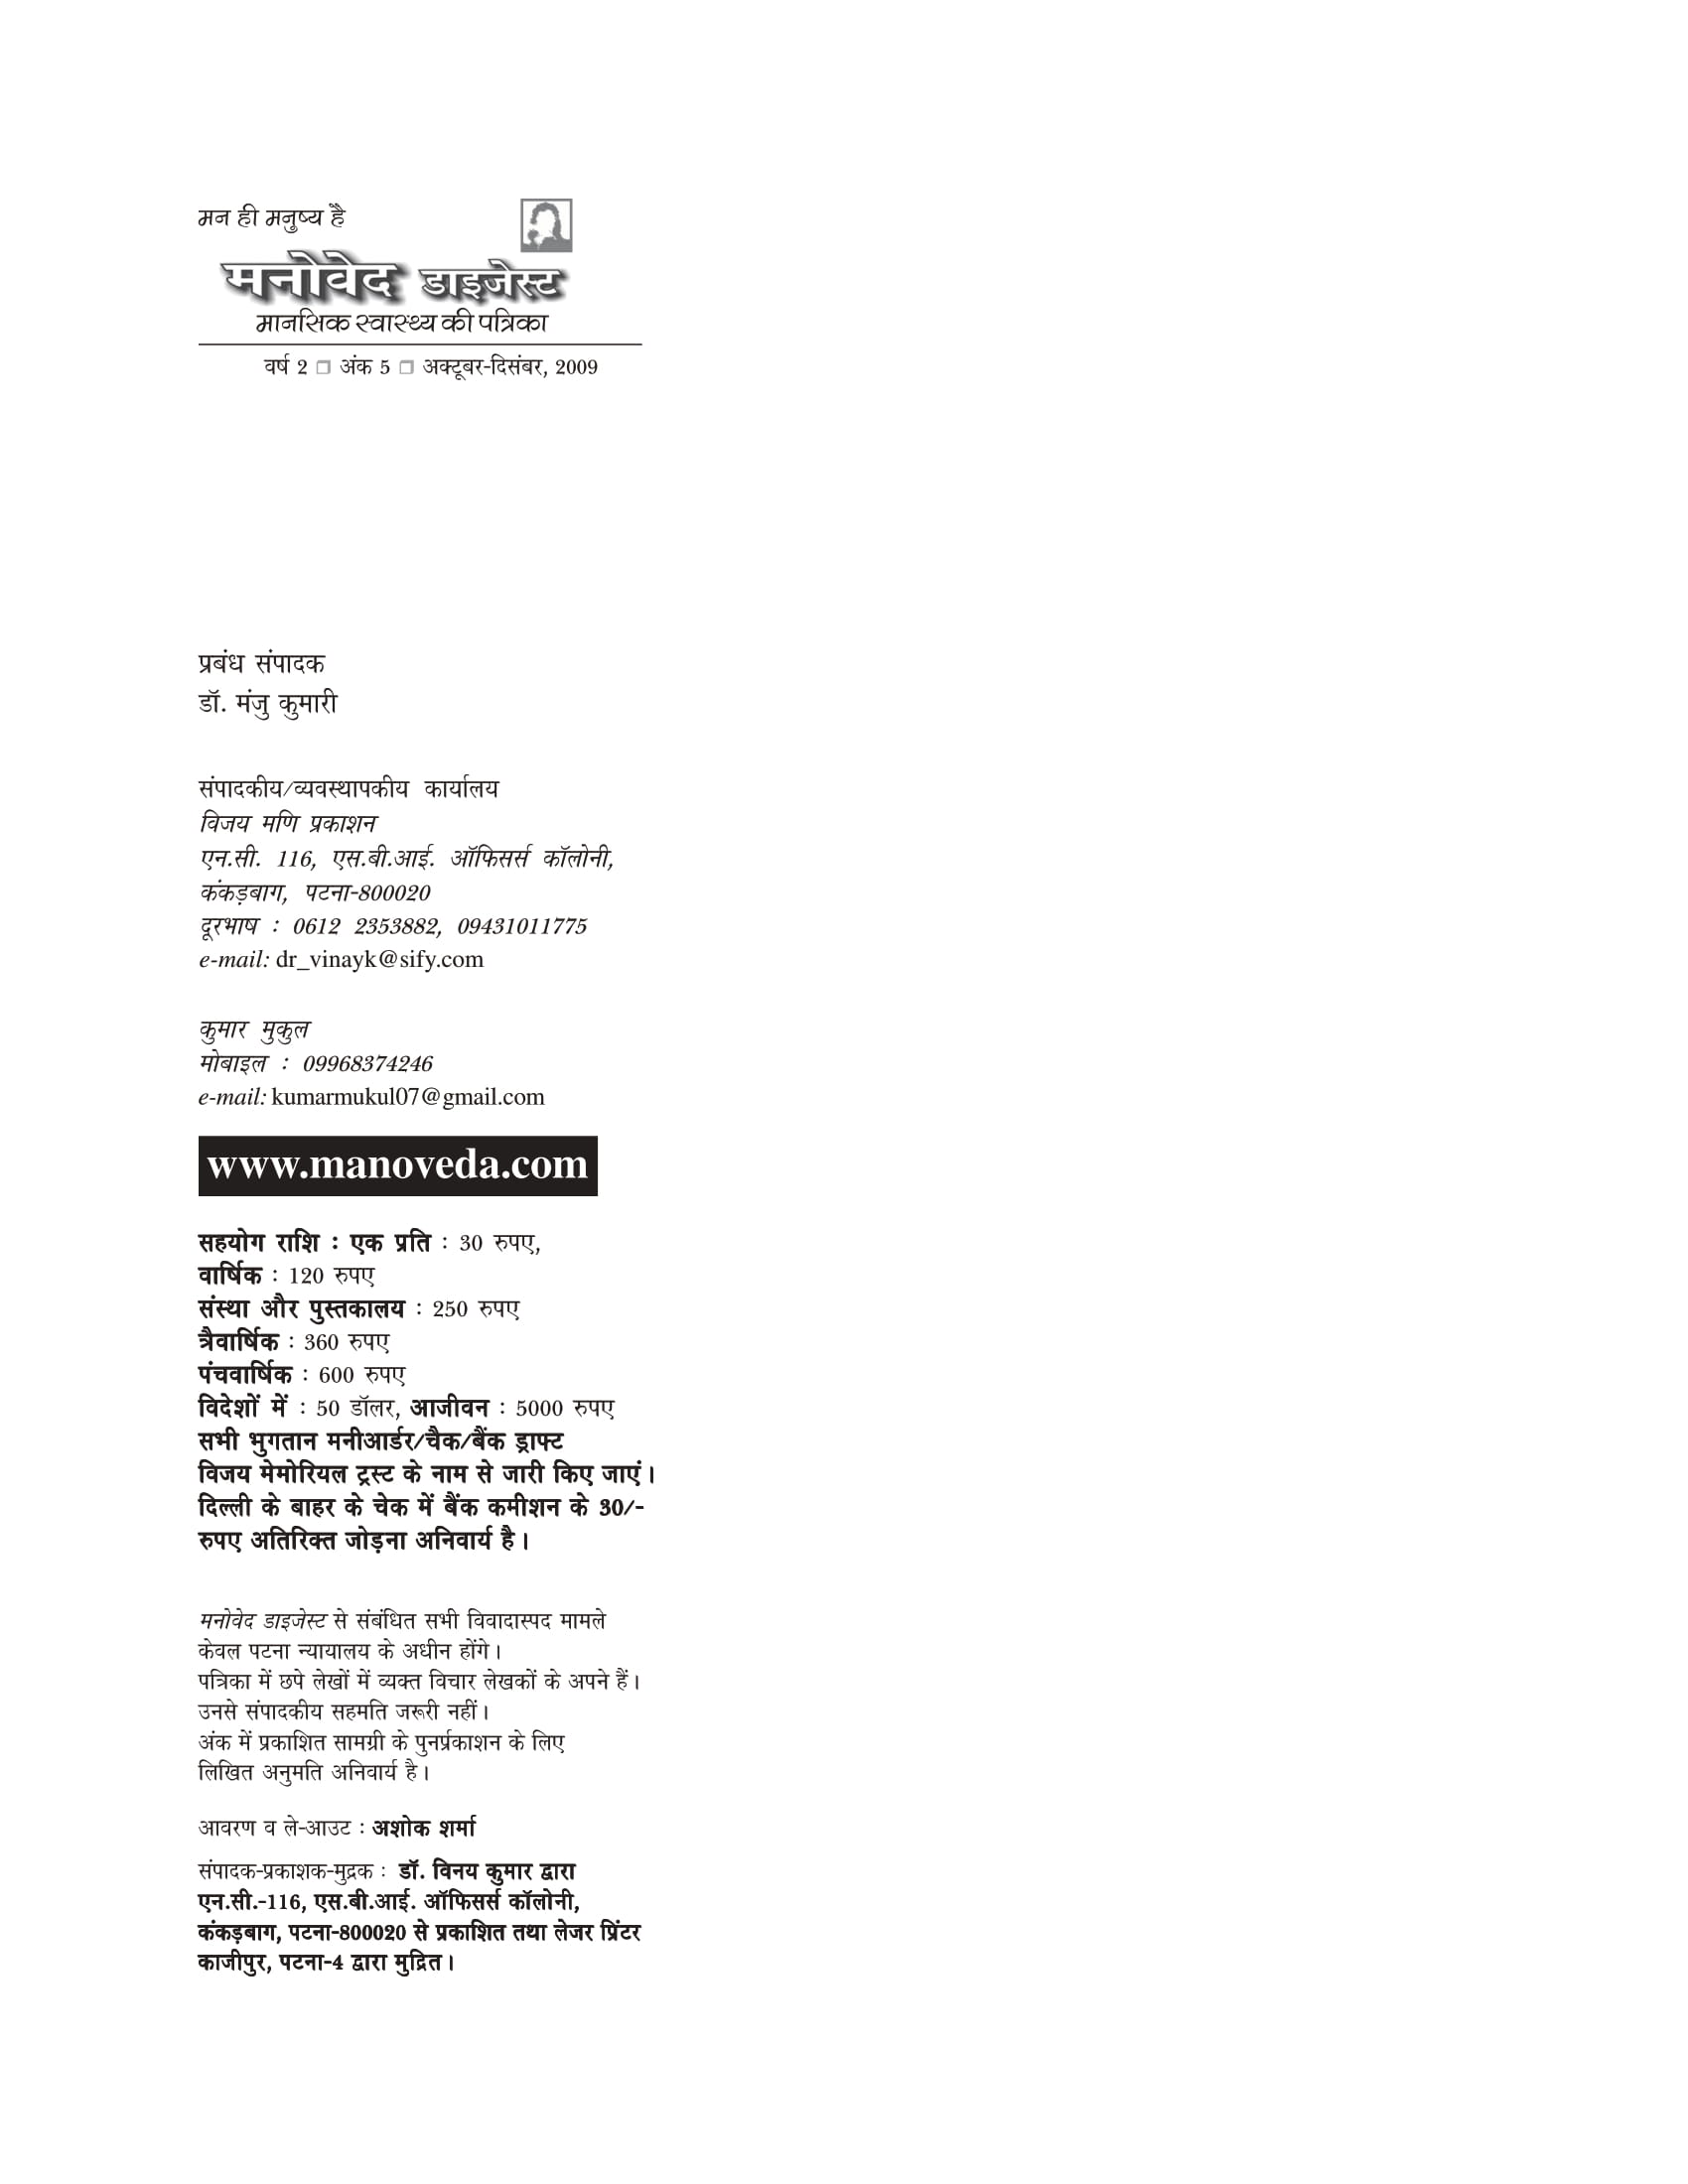 मन ही मनुष्य है
मनोवेद डाइजेस्ट
मानसिक स्वास्थ्य की पत्रिका
वर्ष 2 ❐ अंक 5 ❐ अक्टूबर-दिसंबर, 2009
प्रबंध संपादक
डॉ. मंजु कुमारी
संपादकीय/व्यवस्थापकीय कार्यालय
विजय मणि प्रकाशन
एन.सी. 116, एस.बी.आई. ऑफिसर्स कॉलोनी,
कंकड़बाग, पटना-800020
दूरभाष : 0612 2353882, 09431011775
e-mail: dr_vinayk@sify.com
कुमार मुकुल
मोबाइल : 09968374246
e-mail: kumarmukul07@gmail.com
www.manoveda.com
सहयोग राशि : एक प्रति : 30 रुपए,
वार्षिक : 120 रुपए
संस्था और पुस्तकालय : 250 रुपए
त्रैवार्षिक : 360 रुपए
पंचवार्षिक : 600 रुपए
विदेशों में : 50 डॉलर, आजीवन : 5000 रुपए
सभी भुगतान मनीआर्डर/चैक/बैंक ड्राफ्ट
विजय मेमोरियल ट्रस्ट के नाम से जारी किए जाएं।
दिल्ली के बाहर के चेक में बैंक कमीशन के 30/-
रुपए अतिरिक्त जोड़ना अनिवार्य है।
मनोवेद डाइजेस्ट से संबंधित सभी विवादास्पद मामले
केवल पटना न्यायालय के अधीन होंगे।
पत्रिका में छपे लेखों में व्यक्त विचार लेखकों के अपने हैं।
उनसे संपादकीय सहमति जरूरी नहीं।
अंक में प्रकाशित सामग्री के पुनर्प्रकाशन के लिए
लिखित अनुमति अनिवार्य है।
आवरण व ले-आउट : अशोक शर्मा
संपादक-प्रकाशक-मुद्रक : डॉ. विनय कुमार द्वारा
एन.सी.-116, एस.बी.आई. ऑफिसर्स कॉलोनी,
कंकड़बाग, पटना-800020 से प्रकाशित तथा लेजर प्रिंटर
काजीपुर, पटना-4 द्वारा मुद्रित।